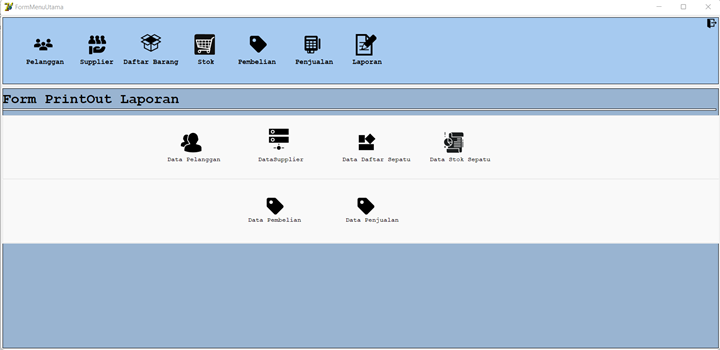 FormMenuUtama
Pelanggan Supplier Daftar Barang Stok Pembelian Penjualan Laporan
Form PrintOut Laporan
Data Pelanggan DataSupplier Data Daftar Sepatu Data Stok Sepatu
Data Pembelian Data Penjualan